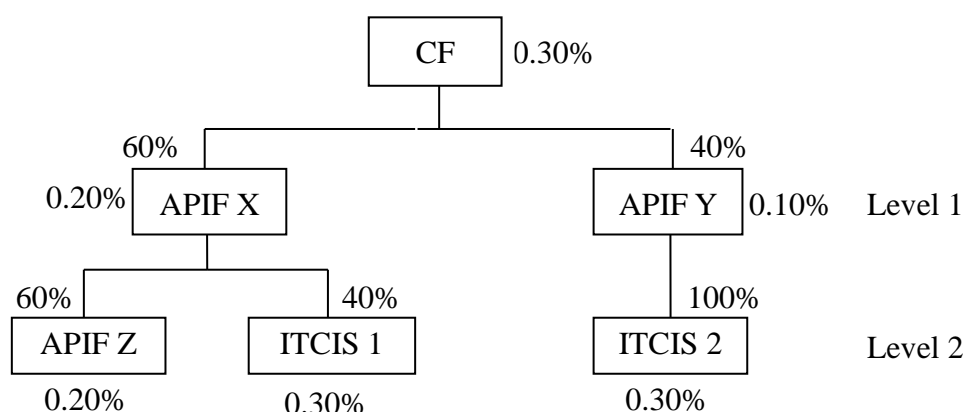 CF 0.30%
60% 40%
0.20% APIF X APIF Y 0.10% Level 1
60% 40% 100%
APIF Z ITCIS 1 ITCIS 2 Level 2
0.20% 0.30% 0.30%